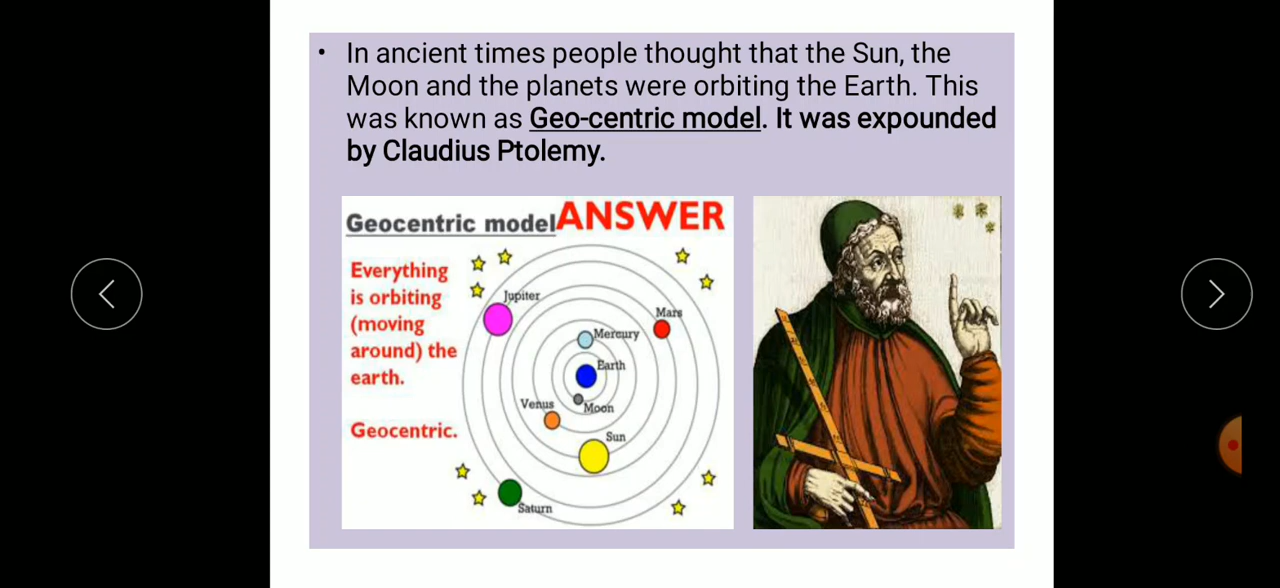 • In ancient times people thought that the Sun, the
Moon and the planets were orbiting the Earth. This
was known as Geo-centric model. It was expounded
by Claudius Ptolemy.
Geocentric model ANSWER
Everything
is orbiting
(moving
around) the
earth.
Geocentric.
Jupiter
Mars
Mercury
Earth
Venus
Moon
Sun
Saturn